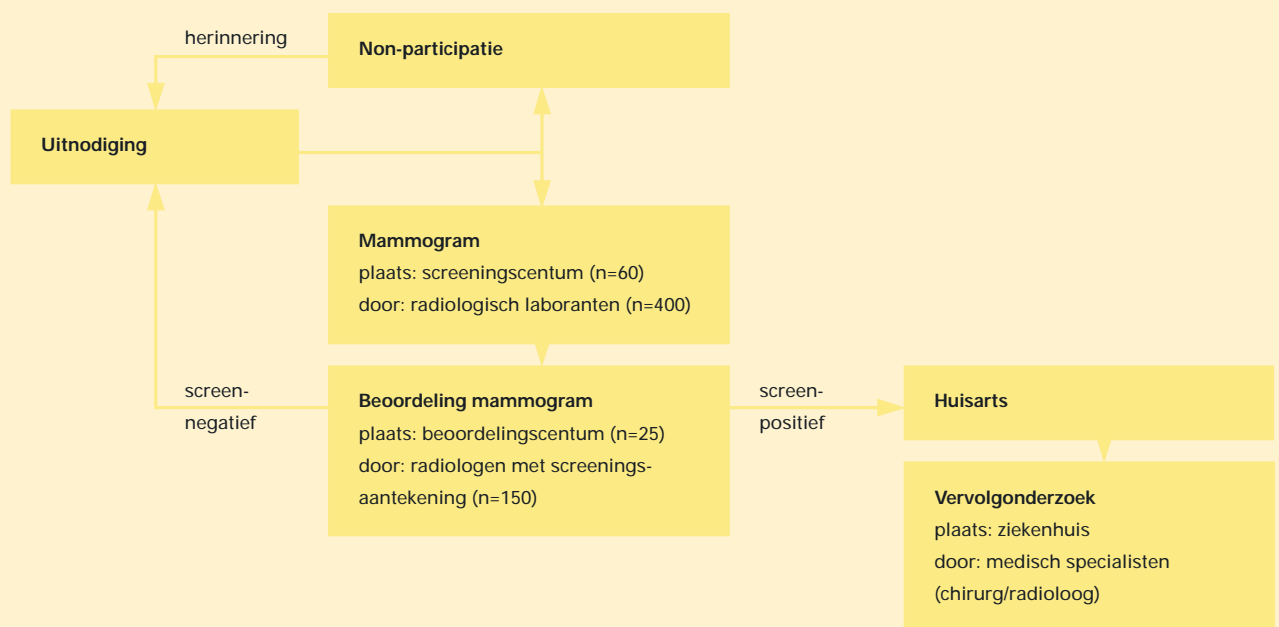 herinnering
Non-participatie
Uitnodiging
Mammogram
plaats: screeningscentum (n=60)
door: radiologisch laboranten (n=400)
screen-
negatief
Beoordeling mammogram
plaats: beoordelingscentum (n=25)
door: radiologen met screenings-
aantekening (n=150)
screen-
positief
Huisarts
Vervolgonderzoek
plaats: ziekenhuis
door: medisch specialisten
(chirurg/radioloog)